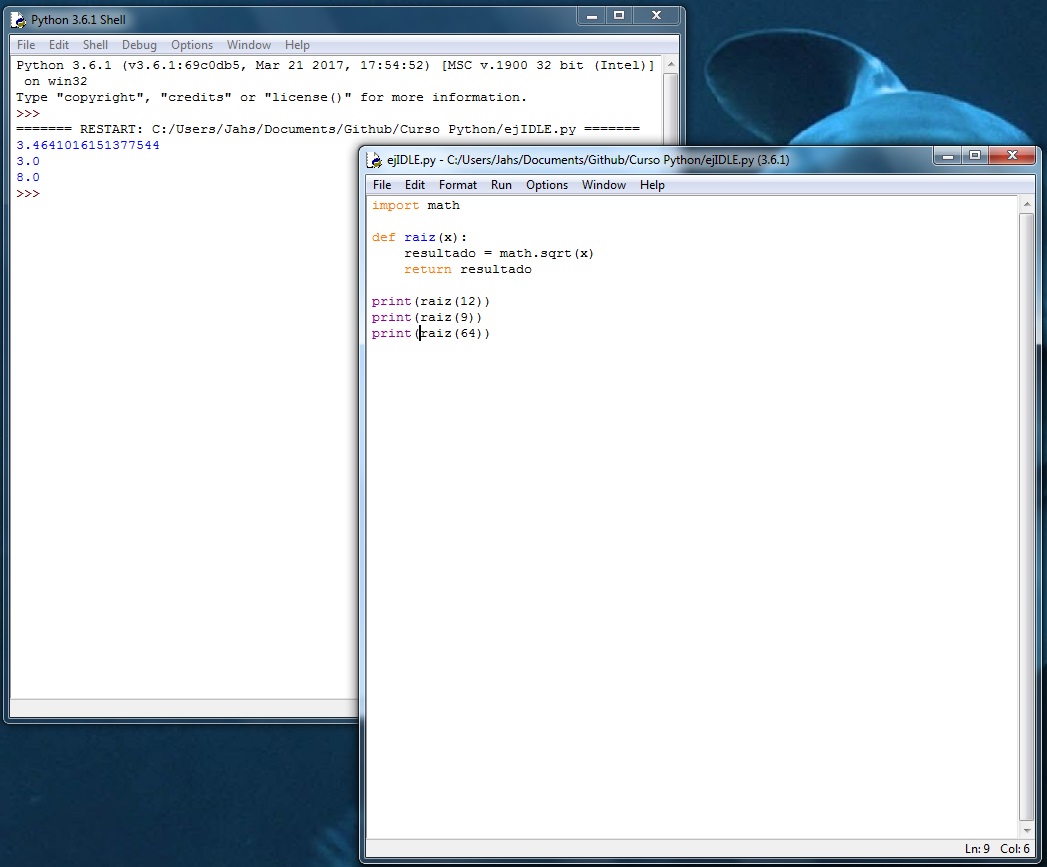 Python 3.6.1 Shell
File Edit Shell Debug Options Window Help
Python 3.6.1 (v3.6.1:69c0db5, Mar 21 2017, 17:54:52) [MSC v.1900 32 bit (Intel)]
 on win32
Type "copyright", "credits" or "license()" for more information.
>>>
======= RESTART: C:/Users/Jahs/Documents/Github/Curso Python/ejIDLE.py =======
3.4641016151377544
3.0
8.0
>>>
ejIDLE.py - C:/Users/Jahs/Documents/Github/Curso Python/ejIDLE.py (3.6.1)
File Edit Format Run Options Window Help
import math
def raiz(x):
    resultado = math.sqrt(x)
    return resultado
print(raiz(12))
print(raiz(9))
print(raiz(64))
Ln: 9 Col: 6